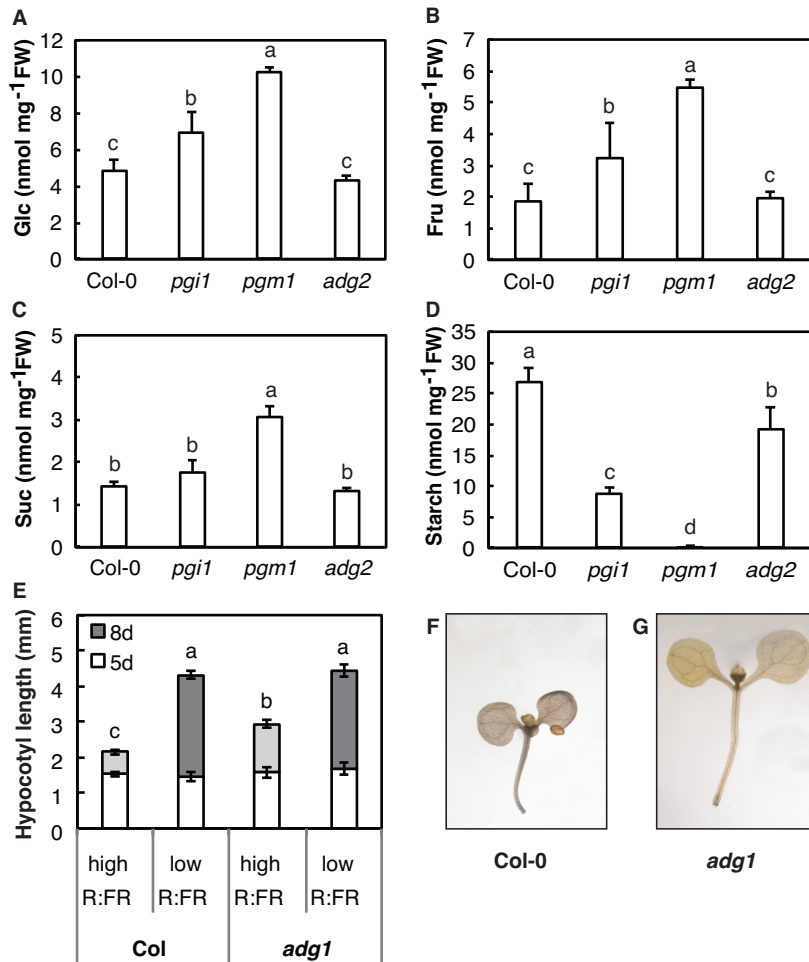 A
Glc (nmol mg⁻¹FW)
12
10
8
6
4
2
0
c
b
a
c
Col-0 pgi1 pgm1 adg2
B
Fru (nmol mg⁻¹FW)
7
6
5
4
3
2
1
0
c
b
a
c
Col-0 pgi1 pgm1 adg2
C
Suc (nmol mg⁻¹FW)
5
4
3
2
1
0
b
b
a
b
Col-0 pgi1 pgm1 adg2
D
Starch (nmol mg⁻¹FW)
35
30
25
20
15
10
5
0
a
c
d
b
Col-0 pgi1 pgm1 adg2
E
Hypocotyl length (mm)
6
5
4
3
2
1
0
8d
5d
c
a
b
a
high low high low
R:FR R:FR R:FR R:FR
Col adg1
F
Col-0
G
adg1